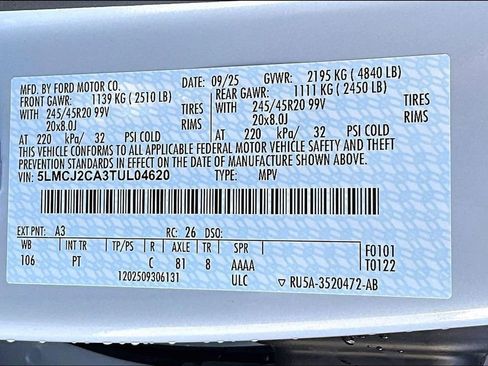 MFD. BY FORD MOTOR CO.
DATE: 09/25 GVWR: 2195 KG ( 4840 LB)
FRONT GAWR: 1139 KG ( 2510 LB) REAR GAWR: 1111 KG ( 2450 LB)
WITH 245/45R20 99V TIRES WITH 245/45R20 99V TIRES
20x8.0J RIMS 20x8.0J RIMS
AT 220 kPa/ 32 PSI COLD AT 220 kPa/ 32 PSI COLD
THIS VEHICLE CONFORMS TO ALL APPLICABLE FEDERAL MOTOR VEHICLE SAFETY AND THEFT
PREVENTION STANDARDS IN EFFECT ON THE DATE OF MANUFACTURE SHOWN ABOVE.
VIN: 5LMCJ2CA3TUL04620 TYPE: MPV
EXT PNT: A3 RC: 26 DSO: F0101
WB INT TR TP/PS R AXLE TR SPR T0122
106 PT C 81 8 AAAA
1202509306131 ULC RU5A-3520472-AB